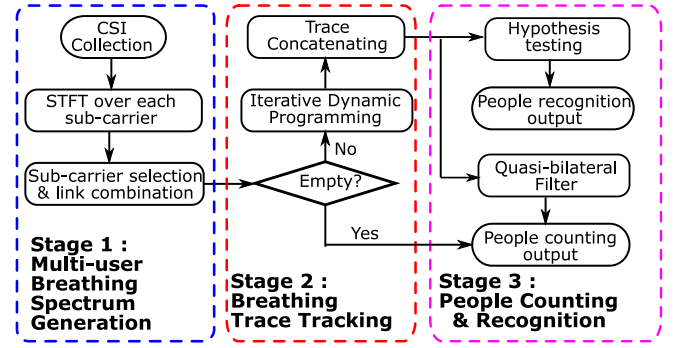 CSI
Collection
STFT over each
sub-carrier
Sub-carrier selection
& link combination
Stage 1 :
Multi-user
Breathing
Spectrum
Generation
Trace
Concatenating
Iterative Dynamic
Programming
No
Empty?
Yes
Stage 2 :
Breathing
Trace Tracking
Hypothesis
testing
People recognition
output
Quasi-bilateral
Filter
People counting
output
Stage 3 :
People Counting
& Recognition